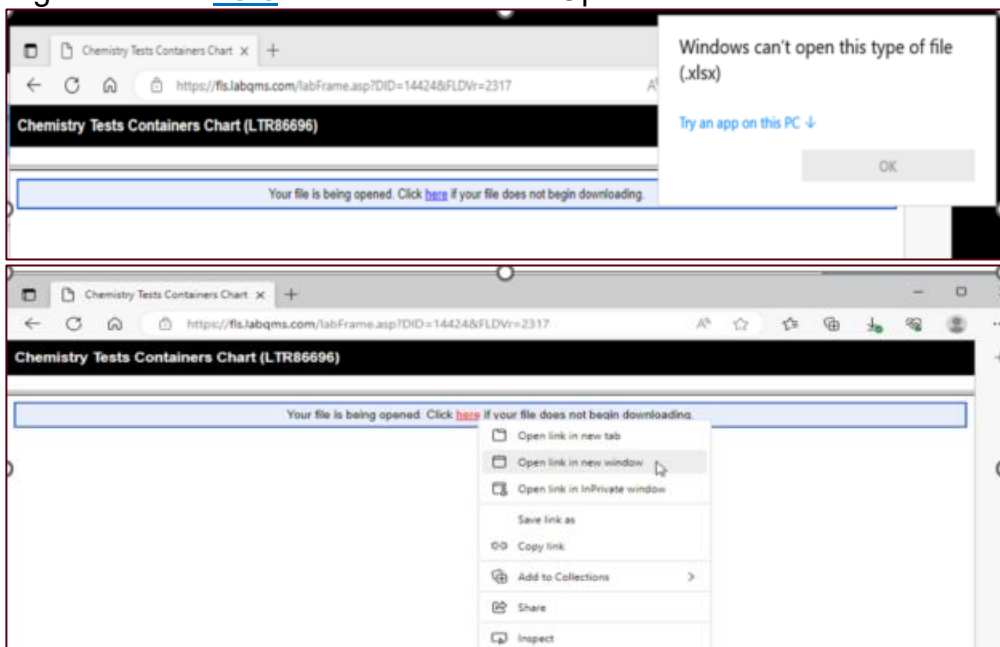 Chemistry Tests Containers Chart
https://fls.labqms.com/labFrame.asp?DID=14424&FLDVr=2317
Chemistry Tests Containers Chart (LTR86696)
Your file is being opened. Click here if your file does not begin downloading.
Windows can't open this type of file
(.xlsx)
Try an app on this PC
OK
Chemistry Tests Containers Chart
https://fls.labqms.com/labFrame.asp?DID=14424&FLDVr=2317
Chemistry Tests Containers Chart (LTR86696)
Your file is being opened. Click here if your file does not begin downloading.
Open link in new tab
Open link in new window
Open link in InPrivate window
Save link as
Copy link
Add to Collections
Share
Inspect